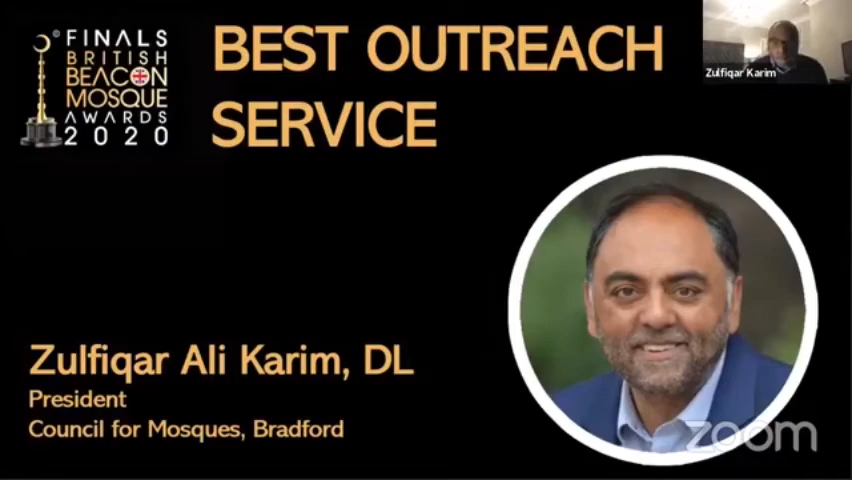 FINALS
BRITISH
BEACON
MOSQUE
AWARDS
2020
BEST OUTREACH
SERVICE
Zulfiqar Karim
Zulfiqar Ali Karim, DL
President
Council for Mosques, Bradford
zoom